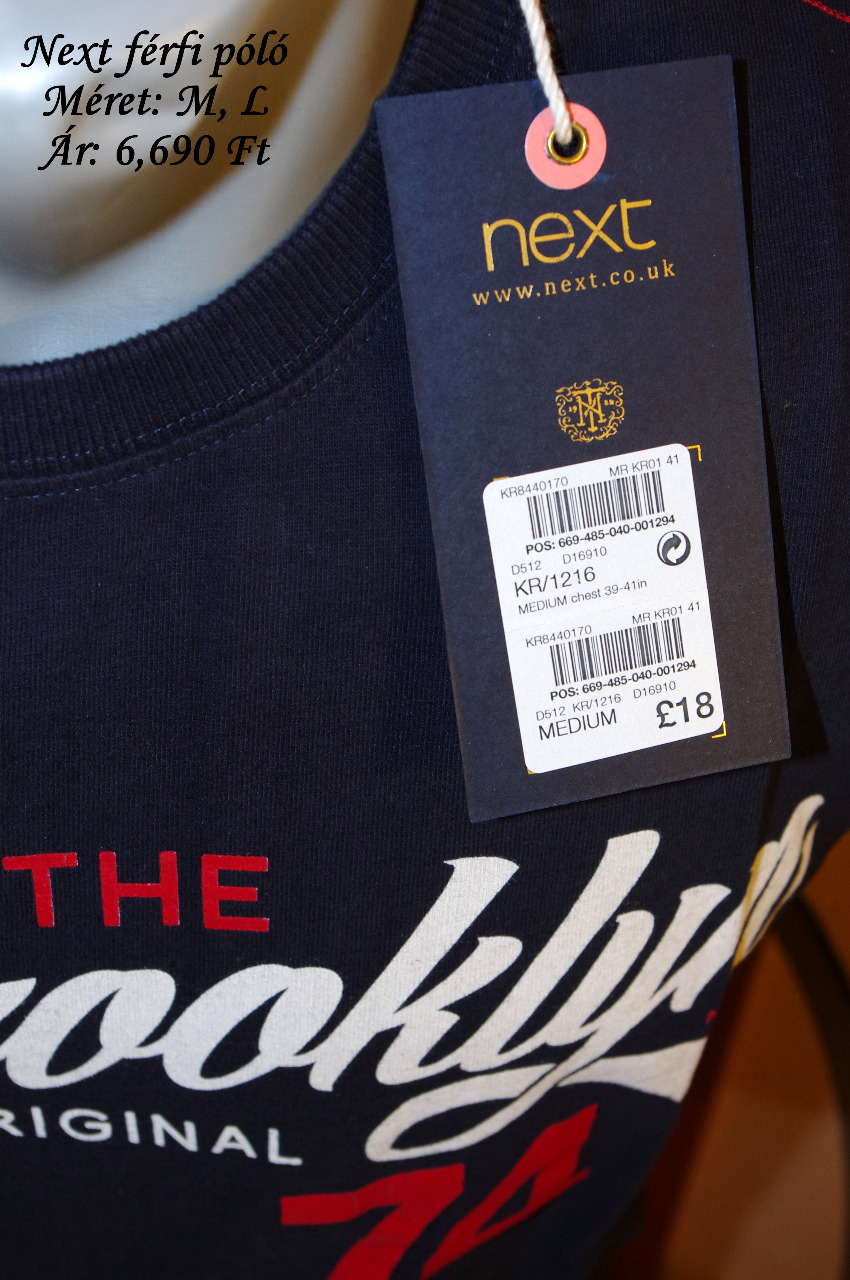 Next férfi póló
Méret: M, L
Ár: 6,690 Ft
next
www.next.co.uk
KR8440170 MR KR01 41
POS: 669-485-040-001294
D512 D16910
KR/1216
MEDIUM chest 39-41in
KR8440170 MR KR01 41
POS: 669-485-040-001294
D512 KR/1216 D16910
MEDIUM £18
THE
rooklyn
RIGINAL
74